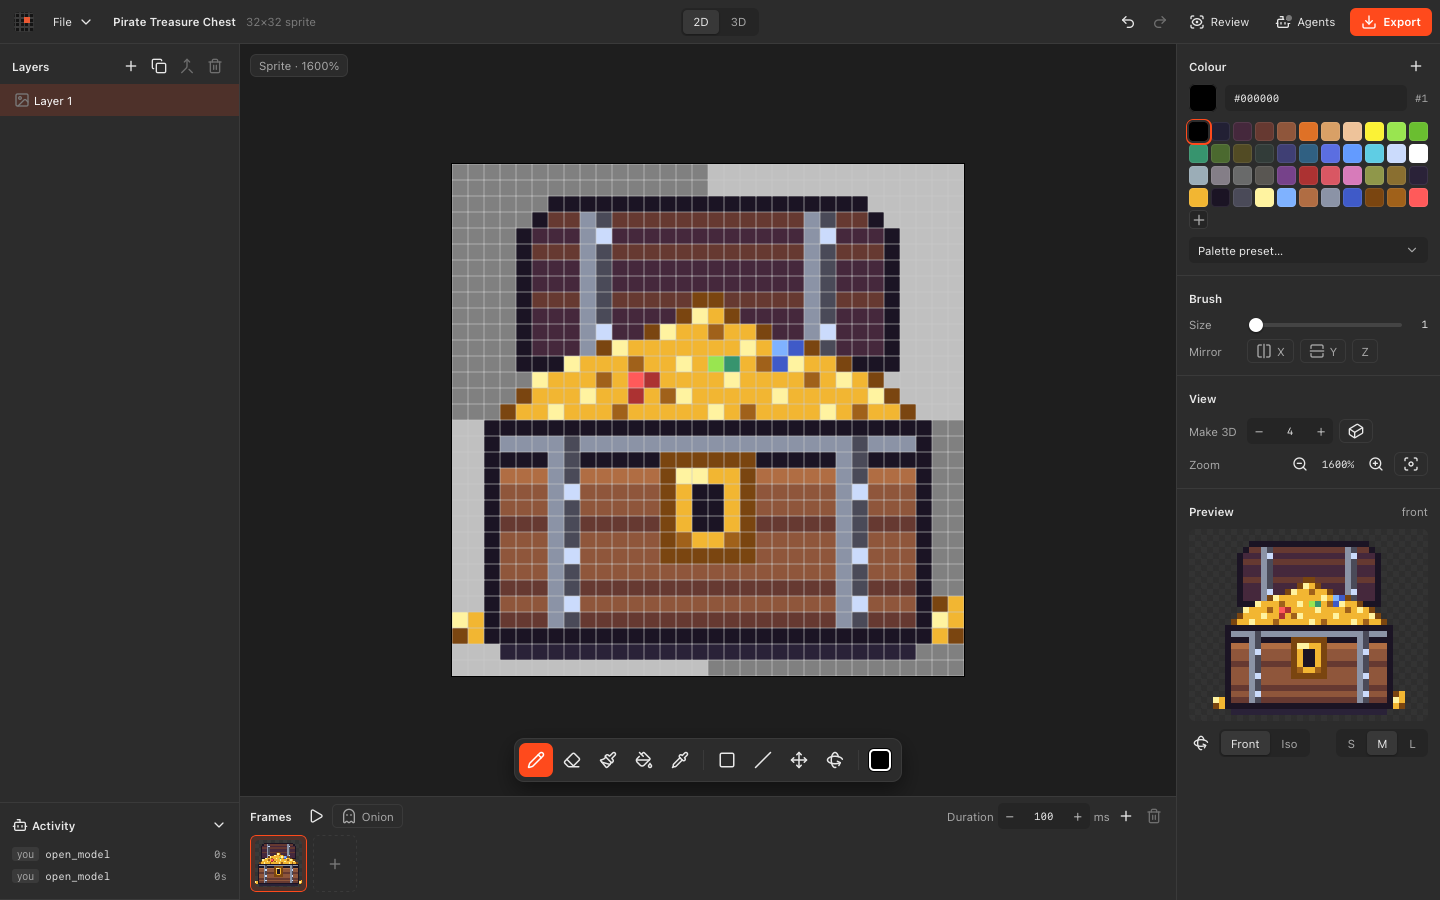 File
Pirate Treasure Chest
32×32 sprite
2D
3D
Review
Agents
Export
Layers
Layer 1
Sprite · 1600%
Colour
#000000
#1
Palette preset...
Brush
Size
1
Mirror
X
Y
Z
View
Make 3D
− 4 +
Zoom
1600%
Preview
front
Front
Iso
S
M
L
Activity
you open_model 0s
you open_model 0s
Frames
Onion
Duration
− 100 +
ms